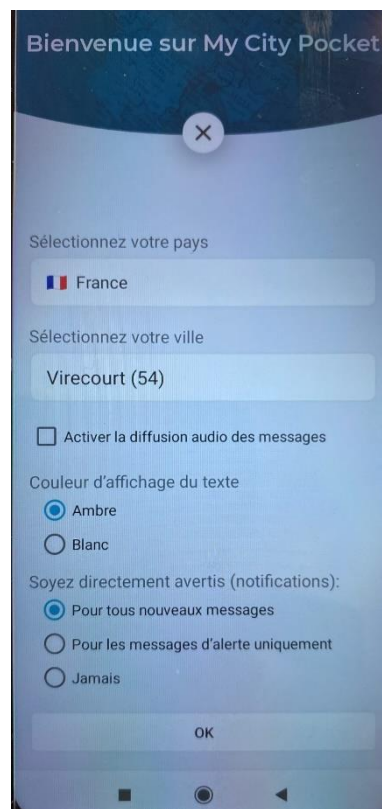 Bienvenue sur My City Pocket
Sélectionnez votre pays
France
Sélectionnez votre ville
Virecourt (54)
Activer la diffusion audio des messages
Couleur d'affichage du texte
Ambre
Blanc
Soyez directement avertis (notifications):
Pour tous nouveaux messages
Pour les messages d'alerte uniquement
Jamais
OK